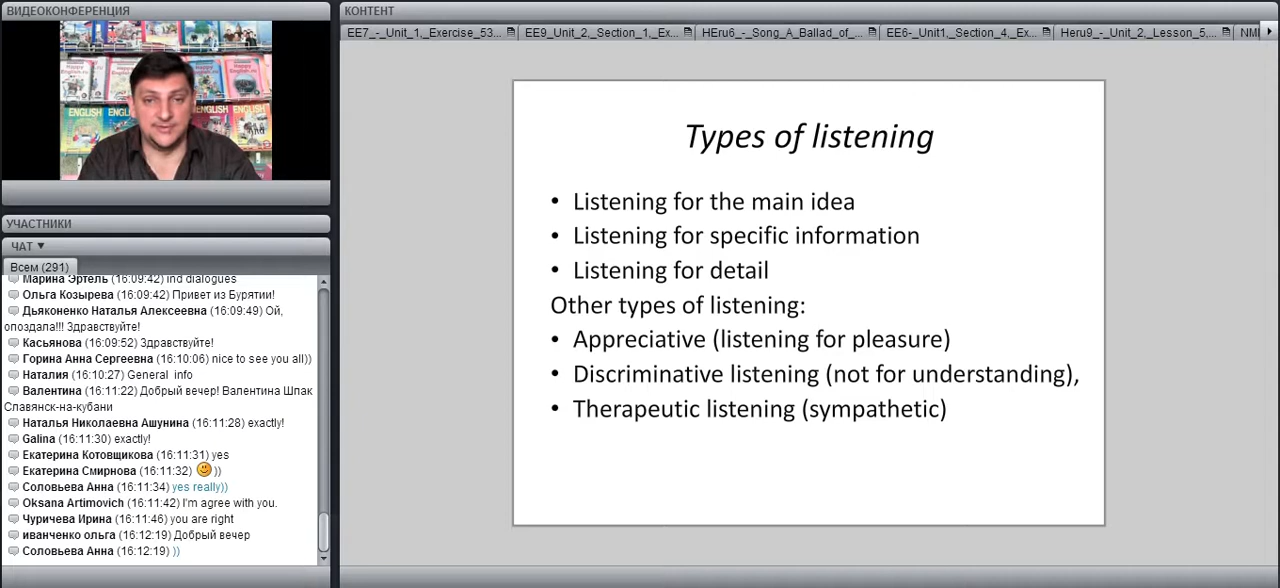 ВИДЕОКОНФЕРЕНЦИЯ
УЧАСТНИКИ
ЧАТ ▼
Всем (291)
Марина Эртель (16:09:42) ind dialogues
Ольга Козырева (16:09:42) Привет из Бурятии!
Дьяконенко Наталья Алексеевна (16:09:49) Ой,
опоздала!!! Здравствуйте!
Касьянова (16:09:52) Здравствуйте!
Горина Анна Сергеевна (16:10:06) nice to see you all))
Наталия (16:10:27) General info
Валентина (16:11:22) Добрый вечер! Валентина Шпак
Славянск-на-кубани
Наталья Николаевна Ашунина (16:11:28) exactly!
Galina (16:11:30) exactly!
Екатерина Котовщикова (16:11:31) yes
Екатерина Смирнова (16:11:32) ))
Соловьева Анна (16:11:34) yes really))
Oksana Artimovich (16:11:42) I'm agree with you.
Чуричева Ирина (16:11:46) you are right
иванченко ольга (16:12:19) Добрый вечер
Соловьева Анна (16:12:19) ))
КОНТЕНТ
EE7_-_Unit_1,_Exercise_53... EE9_Unit_2,_Section_1,_Ex... HEru6_-_Song_A_Ballad_of_... EE6-_Unit1,_Section_4,_Ex... Heru9_-_Unit_2,_Lesson_5,...
Types of listening
• Listening for the main idea
• Listening for specific information
• Listening for detail
Other types of listening:
• Appreciative (listening for pleasure)
• Discriminative listening (not for understanding),
• Therapeutic listening (sympathetic)